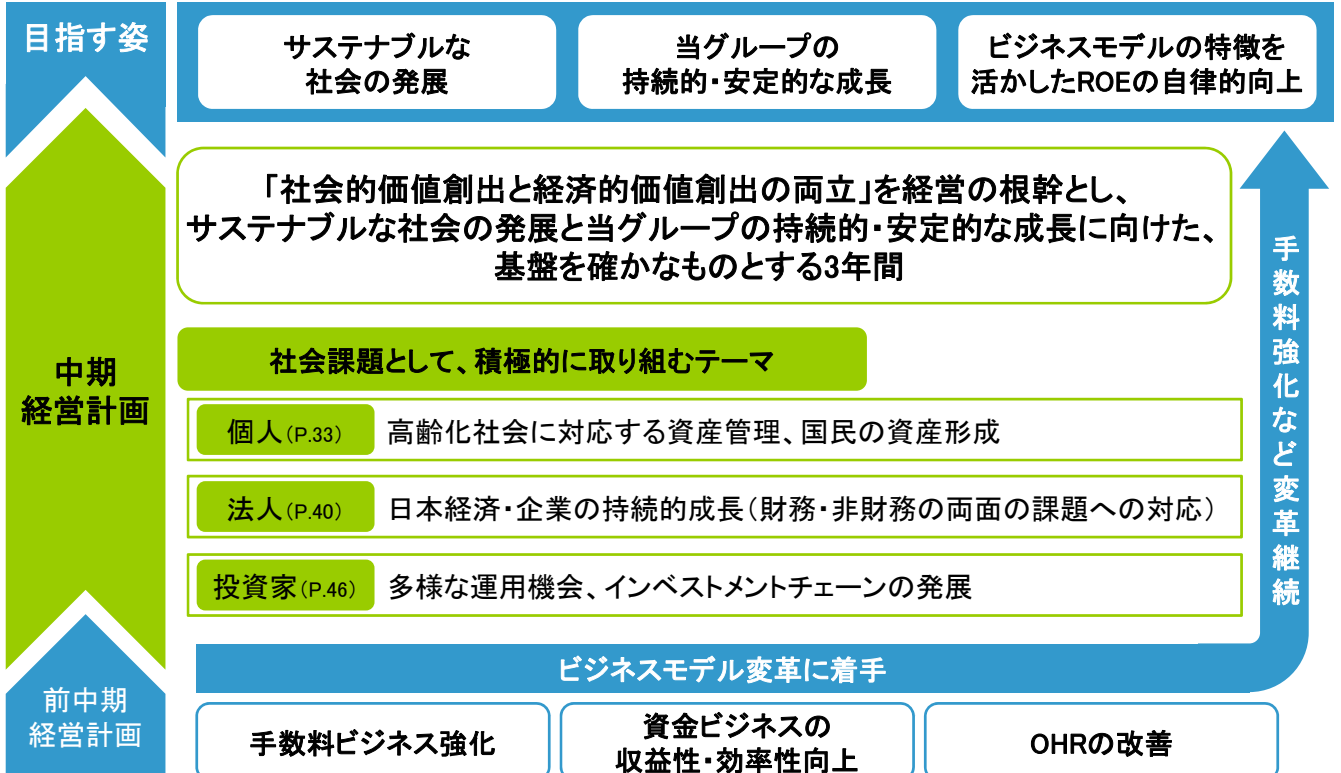 目指す姿
サステナブルな
社会の発展
当グループの
持続的・安定的な成長
ビジネスモデルの特徴を
活かしたROEの自律的向上
「社会的価値創出と経済的価値創出の両立」を経営の根幹とし、
サステナブルな社会の発展と当グループの持続的・安定的な成長に向けた、
基盤を確かなものとする3年間
手数料強化など変革継続
中期
経営計画
社会課題として、積極的に取り組むテーマ
個人(P.33) 高齢化社会に対応する資産管理、国民の資産形成
法人(P.40) 日本経済・企業の持続的成長(財務・非財務の両面の課題への対応)
投資家(P.46) 多様な運用機会、インベストメントチェーンの発展
ビジネスモデル変革に着手
前中期
経営計画
手数料ビジネス強化
資金ビジネスの
収益性・効率性向上
OHRの改善